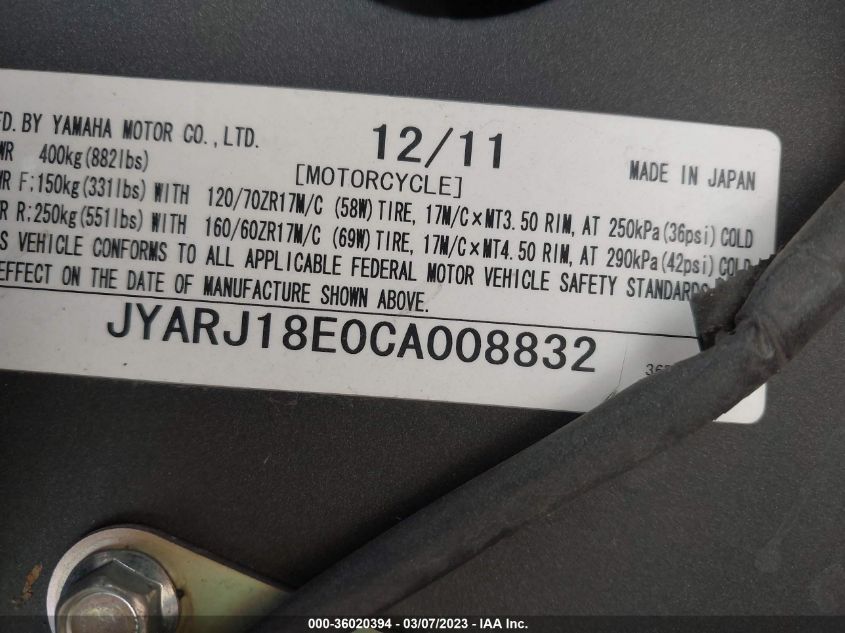 FD. BY YAMAHA MOTOR CO., LTD. 12/11 MADE IN JAPAN
WR 400kg (882lbs) [MOTORCYCLE]
WR F:150kg (331lbs) WITH 120/70ZR17M/C (58W) TIRE, 17M/C×MT3.50 RIM, AT 250kPa (36psi) COLD
R R:250kg (551lbs) WITH 160/60ZR17M/C (69W) TIRE, 17M/C×MT4.50 RIM, AT 290kPa (42psi) COLD
S VEHICLE CONFORMS TO ALL APPLICABLE FEDERAL MOTOR VEHICLE SAFETY STANDARDS
EFFECT ON THE DATE OF MANUFACTURE SHOWN ABOVE.
JYARJ18E0CA008832
000-36020394 - 03/07/2023 - IAA Inc.